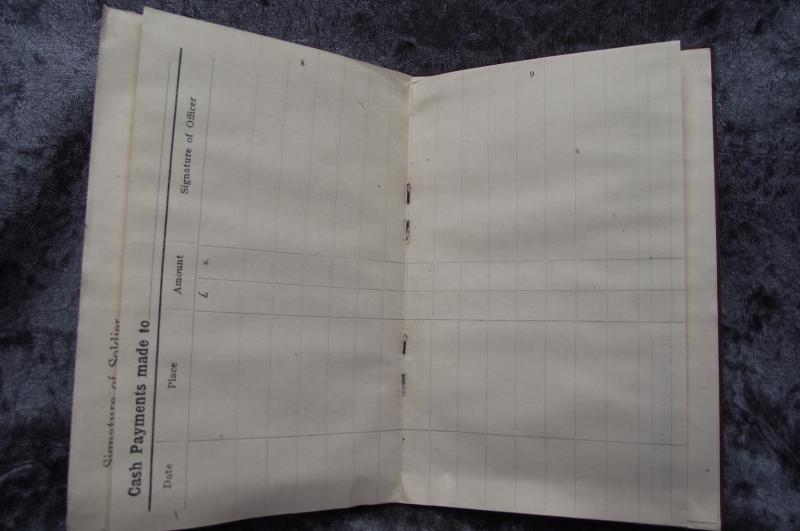 8
9
Signature of Soldier
Cash Payments made to
Date Place Amount Signature of Officer
£ s.